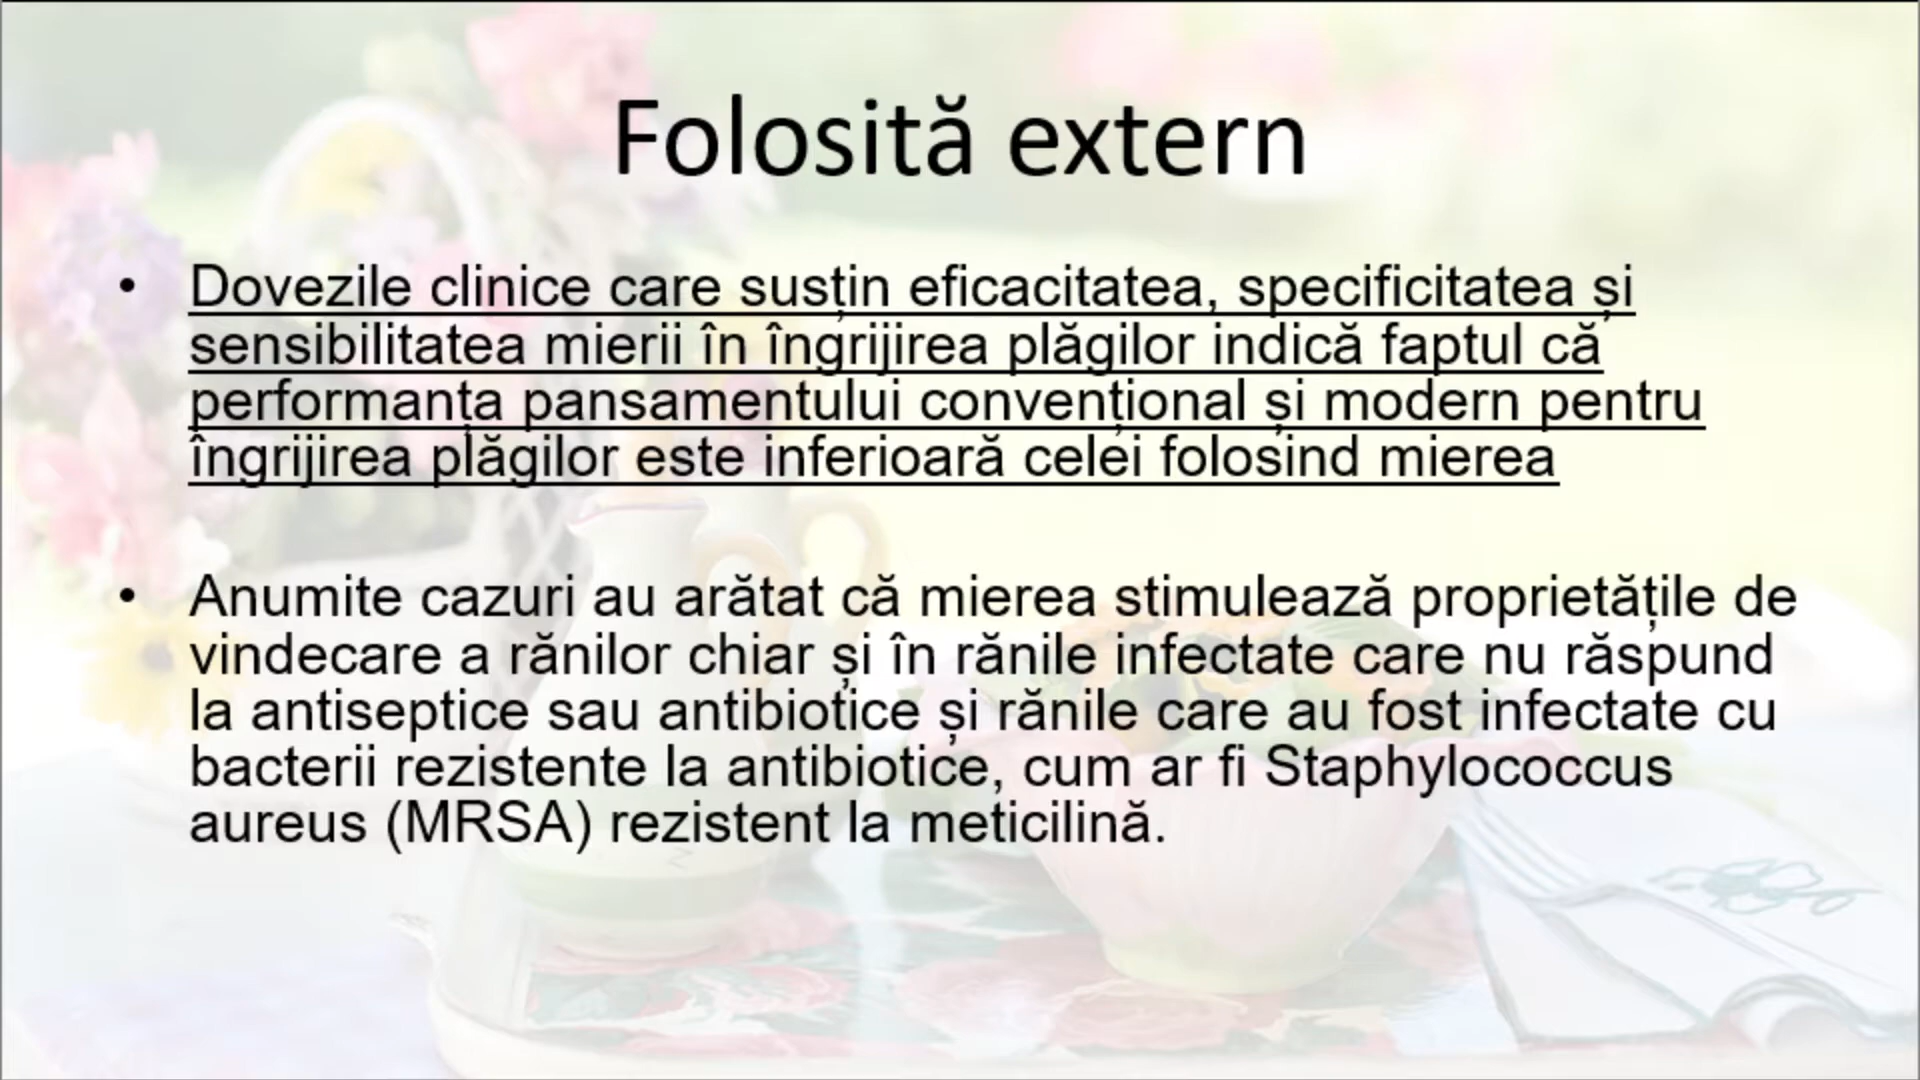 Folosită extern
• Dovezile clinice care susțin eficacitatea, specificitatea și
sensibilitatea mierii în îngrijirea plăgilor indică faptul că
performanța pansamentului convențional și modern pentru
îngrijirea plăgilor este inferioară celei folosind mierea
• Anumite cazuri au arătat că mierea stimulează proprietățile de
vindecare a rănilor chiar și în rănile infectate care nu răspund
la antiseptice sau antibiotice și rănile care au fost infectate cu
bacterii rezistente la antibiotice, cum ar fi Staphylococcus
aureus (MRSA) rezistent la meticilină.